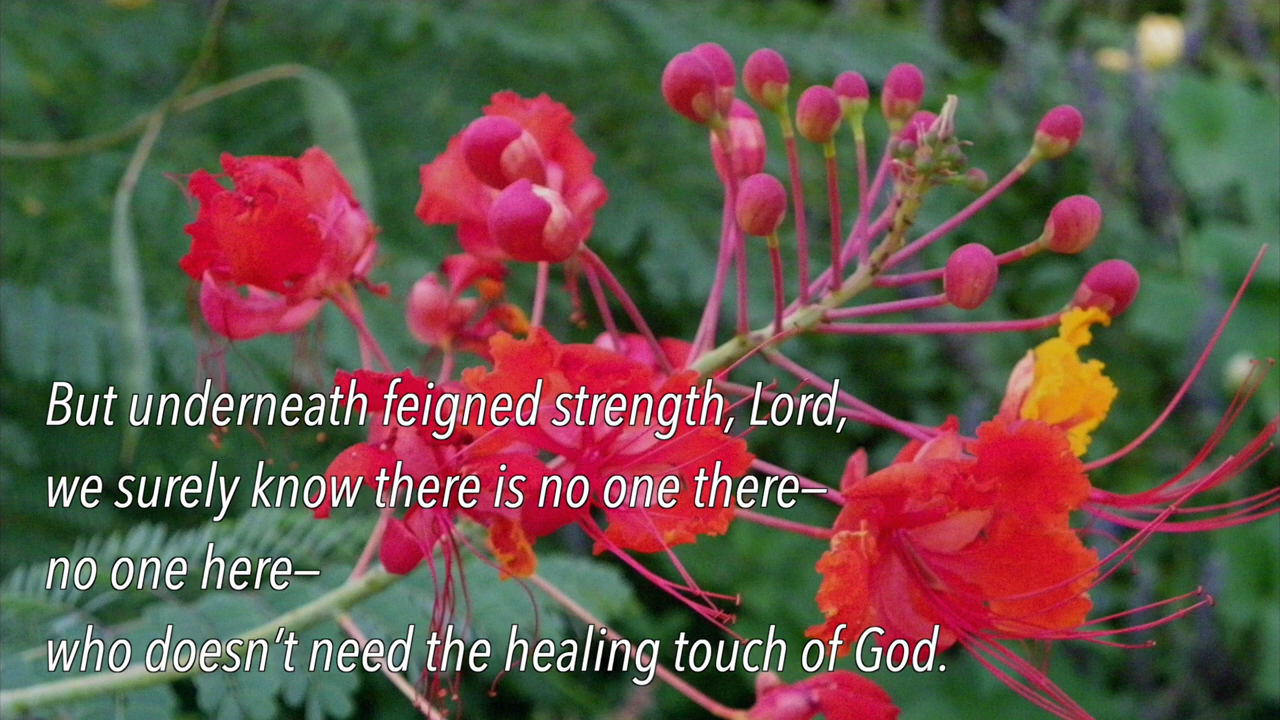 But underneath feigned strength, Lord,
we surely know there is no one there–
no one here–
who doesn’t need the healing touch of God.